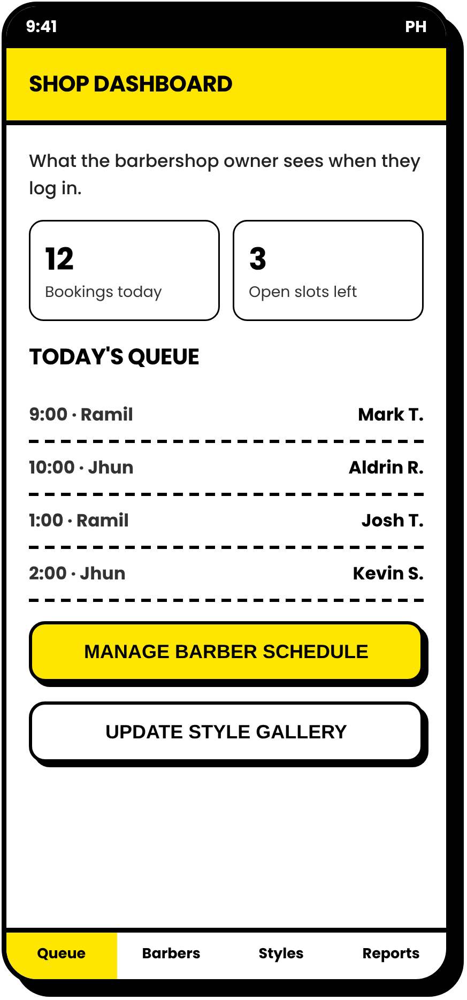 9:41 PH
SHOP DASHBOARD
What the barbershop owner sees when they
log in.
12 3
Bookings today Open slots left
TODAY'S QUEUE
9:00 · Ramil Mark T.
10:00 · Jhun Aldrin R.
1:00 · Ramil Josh T.
2:00 · Jhun Kevin S.
MANAGE BARBER SCHEDULE
UPDATE STYLE GALLERY
Queue Barbers Styles Reports